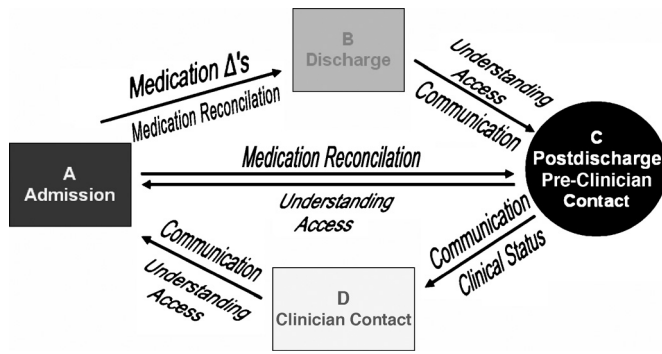 B
Discharge
Medication Δ's
Medication Reconcilation
Understanding
Access
Communication
A
Admission
Medication Reconcilation
Understanding
Access
C
Postdischarge
Pre-Clinician
Contact
Communication
Understanding
Access
Communication
Clinical Status
D
Clinician Contact